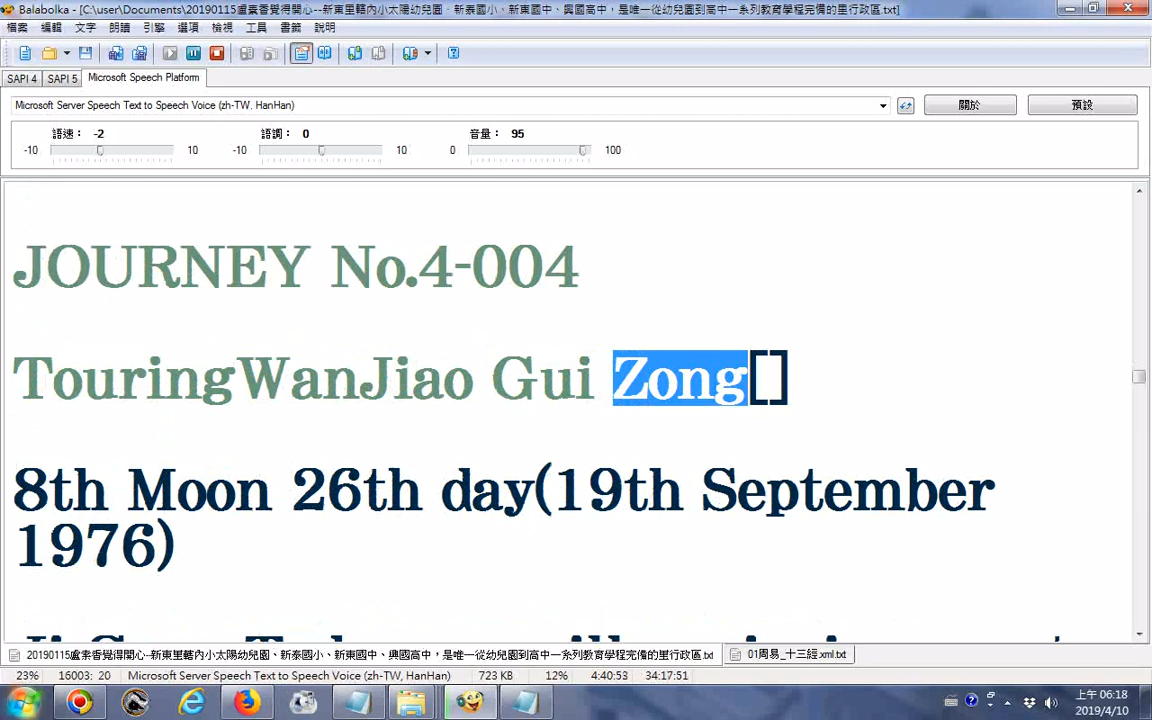 Balabolka - [C:\user\Documents\20190115盧素香覺得開心--新東里轄內小太陽幼兒園、新泰國小、新東國中、興國高中，是唯一從幼兒園到高中一系列教育學程完備的里行政區.txt]
檔案 編輯 文字 朗讀 引擎 選項 檢視 工具 書籤 說明
SAPI 4 SAPI 5 Microsoft Speech Platform
Microsoft Server Speech Text to Speech Voice (zh-TW, HanHan) 關於 預設
語速： -2 語調： 0 音量： 95
-10 10 -10 10 0 100
JOURNEY No.4-004
TouringWanJiao Gui Zong[]
8th Moon 26th day(19th September
1976)
20190115盧素香覺得開心--新東里轄內小太陽幼兒園、新泰國小、新東國中、興國高中，是唯一從幼兒園到高中一系列教育學程完備的里行政區.txt 01周易_十三經.xml.txt
23% 16003: 20 Microsoft Server Speech Text to Speech Voice (zh-TW, HanHan) 723 KB 12% 4:40:53 34:17:51
上午 06:18
2019/4/10